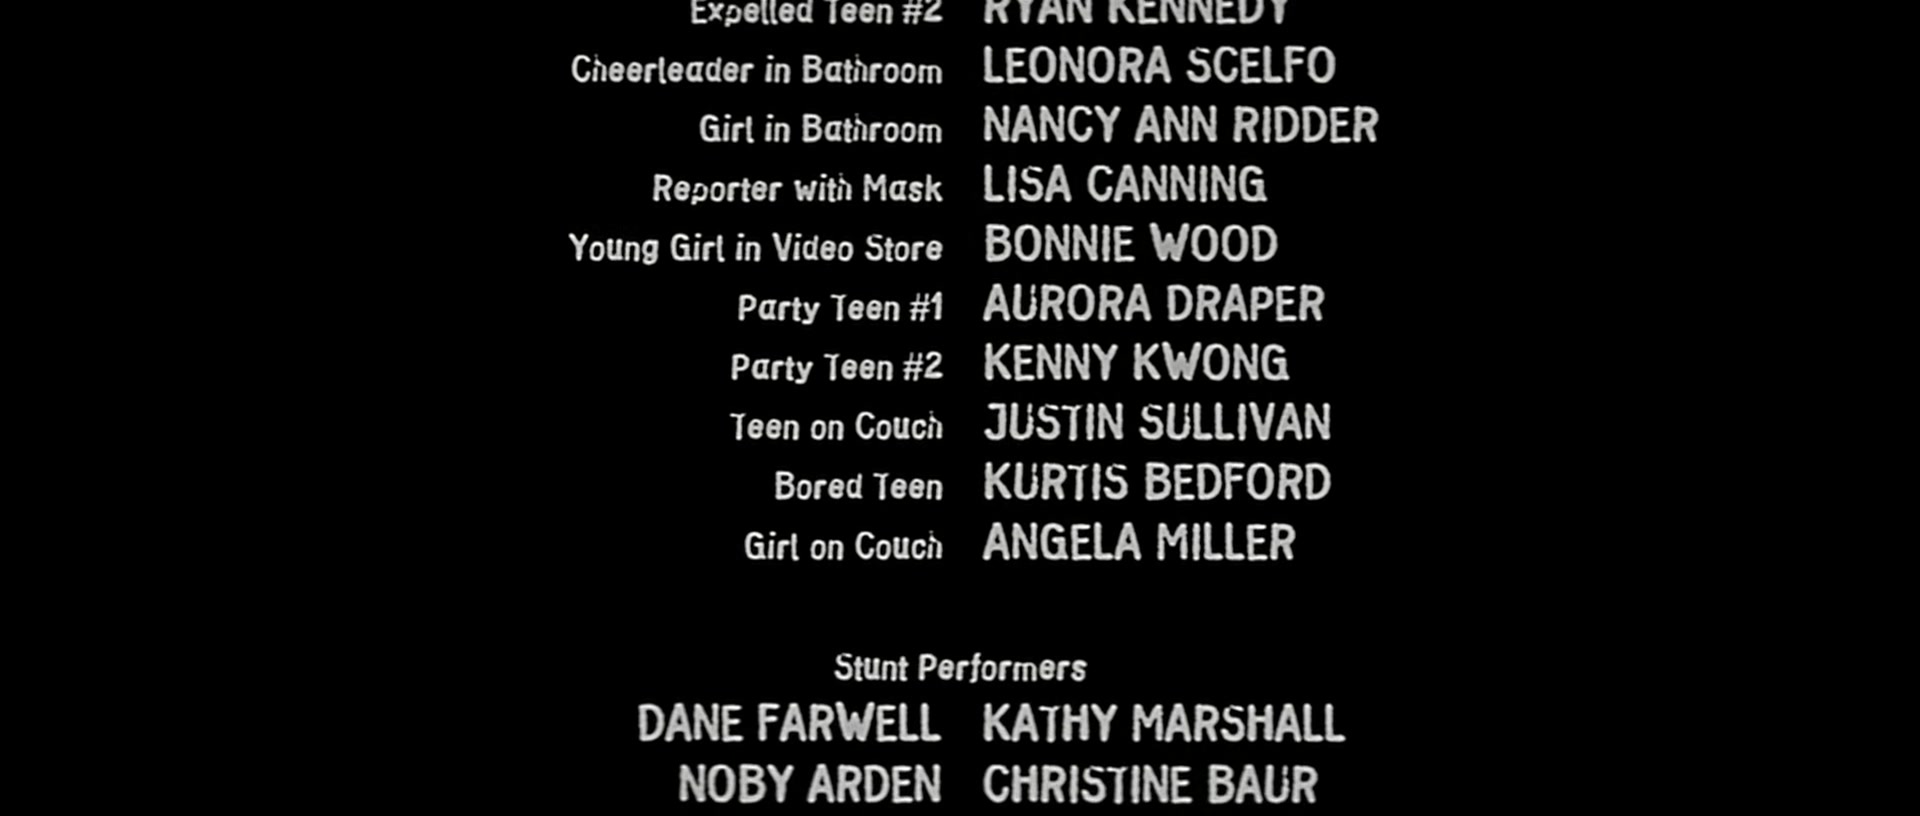 Expelled Teen #2 RYAN KENNEDY
Cheerleader in Bathroom LEONORA SCELFO
Girl in Bathroom NANCY ANN RIDDER
Reporter with Mask LISA CANNING
Young Girl in Video Store BONNIE WOOD
Party Teen #1 AURORA DRAPER
Party Teen #2 KENNY KWONG
Teen on Couch JUSTIN SULLIVAN
Bored Teen KURTIS BEDFORD
Girl on Couch ANGELA MILLER
Stunt Performers
DANE FARWELL KATHY MARSHALL
NOBY ARDEN CHRISTINE BAUR